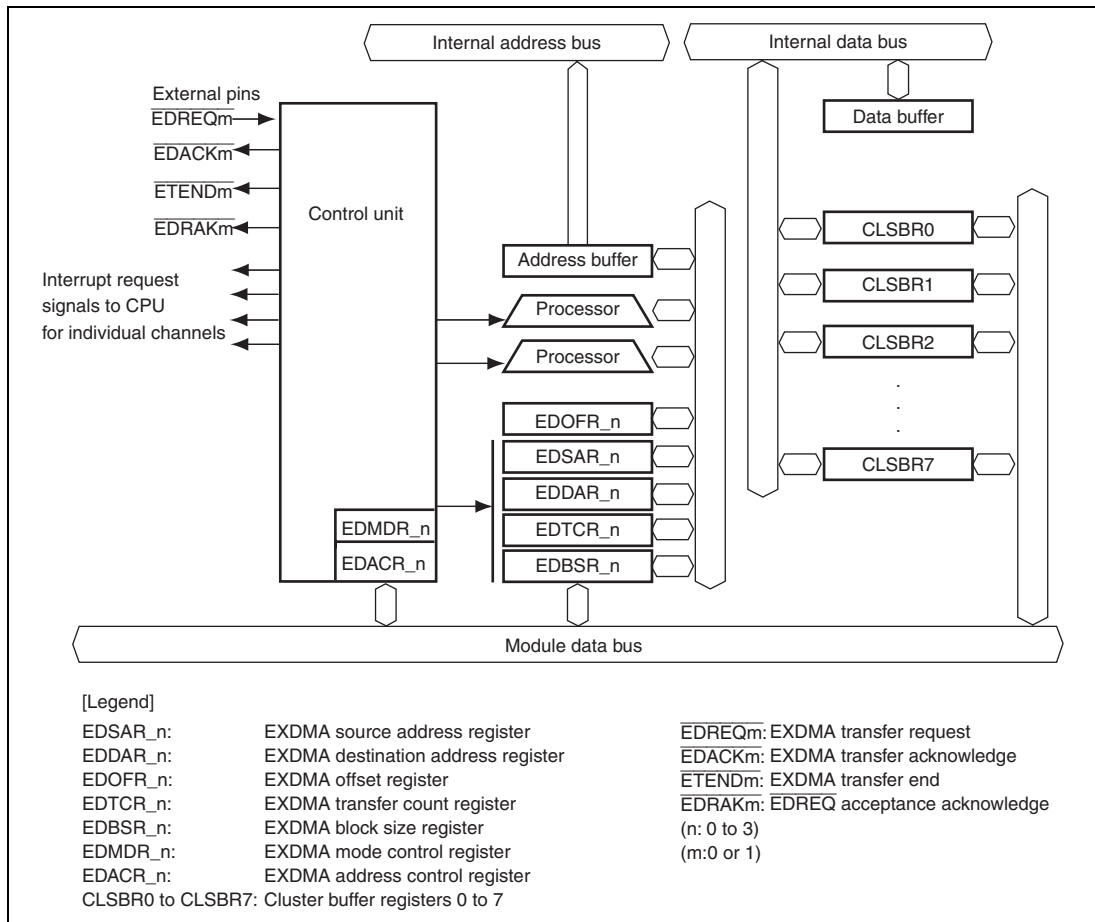 Internal address bus
Internal data bus
External pins
EDREQm
EDACKm
ETENDm
EDRAKm
Control unit
Interrupt request
signals to CPU
for individual channels
Data buffer
Address buffer
Processor
Processor
EDOFR_n
EDSAR_n
EDDAR_n
EDTCR_n
EDBSR_n
EDMDR_n
EDACR_n
CLSBR0
CLSBR1
CLSBR2
.
.
.
CLSBR7
Module data bus
[Legend]
EDSAR_n: EXDMA source address register
EDDAR_n: EXDMA destination address register
EDOFR_n: EXDMA offset register
EDTCR_n: EXDMA transfer count register
EDBSR_n: EXDMA block size register
EDMDR_n: EXDMA mode control register
EDACR_n: EXDMA address control register
CLSBR0 to CLSBR7: Cluster buffer registers 0 to 7
EDREQm: EXDMA transfer request
EDACKm: EXDMA transfer acknowledge
ETENDm: EXDMA transfer end
EDRAKm: EDREQ acceptance acknowledge
(n: 0 to 3)
(m:0 or 1)